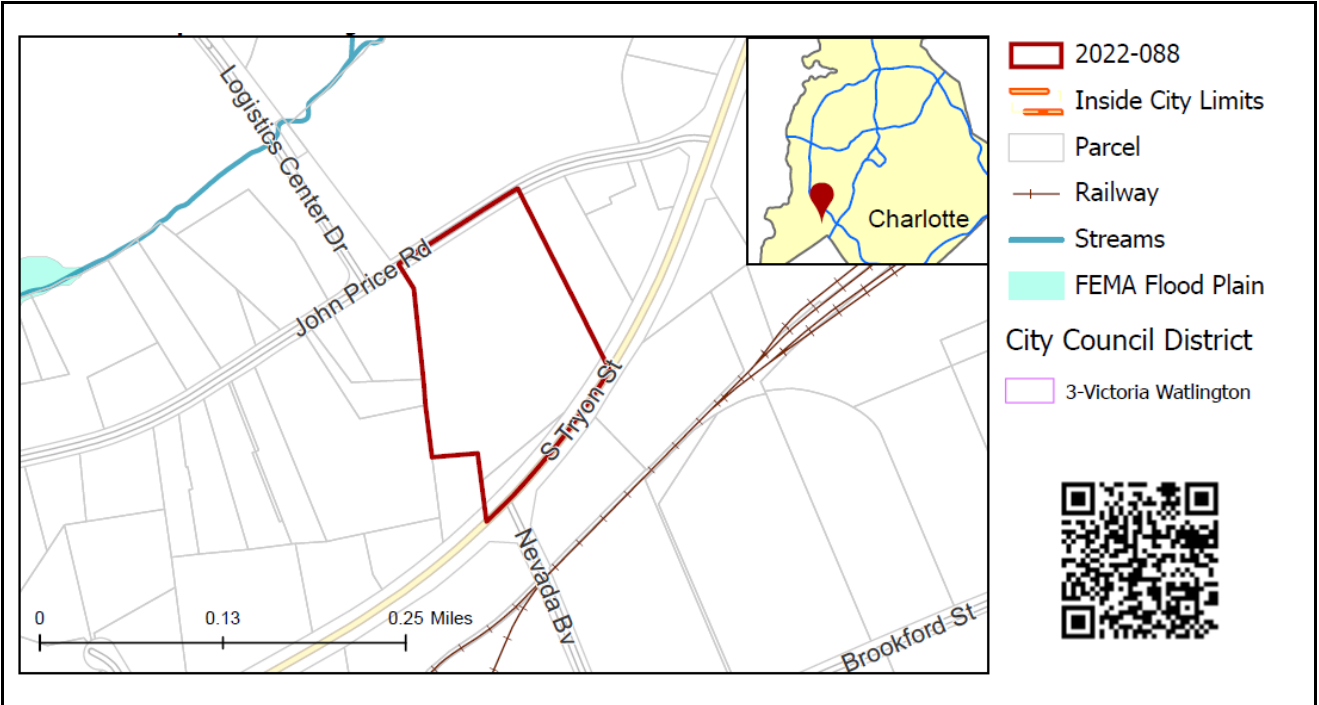 Logistics Center Dr
John Price Rd
S Tryon St
Nevada Bv
Brookford St
0 0.13 0.25 Miles
Charlotte
2022-088
Inside City Limits
Parcel
Railway
Streams
FEMA Flood Plain
City Council District
3-Victoria Watlington